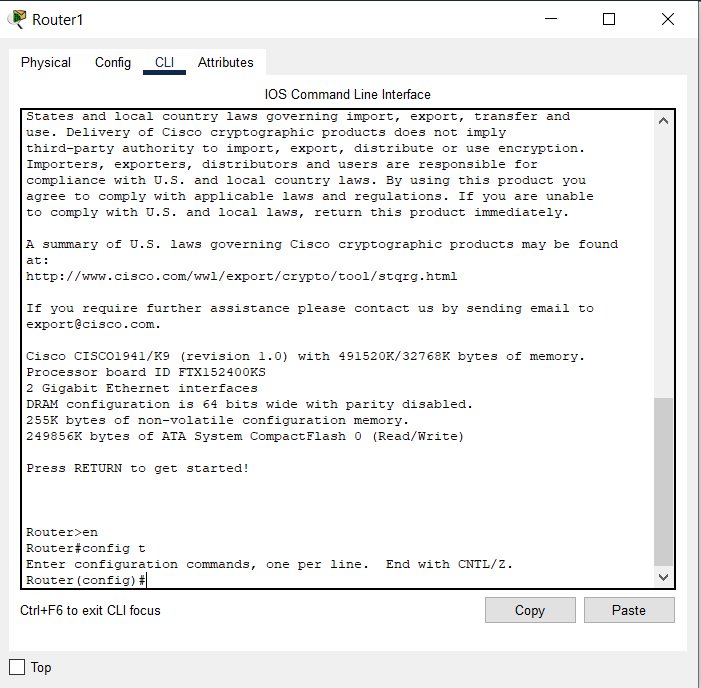 Router1
Physical Config CLI Attributes
IOS Command Line Interface
States and local country laws governing import, export, transfer and
use. Delivery of Cisco cryptographic products does not imply
third-party authority to import, export, distribute or use encryption.
Importers, exporters, distributors and users are responsible for
compliance with U.S. and local country laws. By using this product you
agree to comply with applicable laws and regulations. If you are unable
to comply with U.S. and local laws, return this product immediately.
A summary of U.S. laws governing Cisco cryptographic products may be found
at:
http://www.cisco.com/wwl/export/crypto/tool/stqrg.html
If you require further assistance please contact us by sending email to
export@cisco.com.
Cisco CISCO1941/K9 (revision 1.0) with 491520K/32768K bytes of memory.
Processor board ID FTX152400KS
2 Gigabit Ethernet interfaces
DRAM configuration is 64 bits wide with parity disabled.
255K bytes of non-volatile configuration memory.
249856K bytes of ATA System CompactFlash 0 (Read/Write)
Press RETURN to get started!
Router>en
Router#config t
Enter configuration commands, one per line.  End with CNTL/Z.
Router(config)#
Ctrl+F6 to exit CLI focus
Copy
Paste
Top